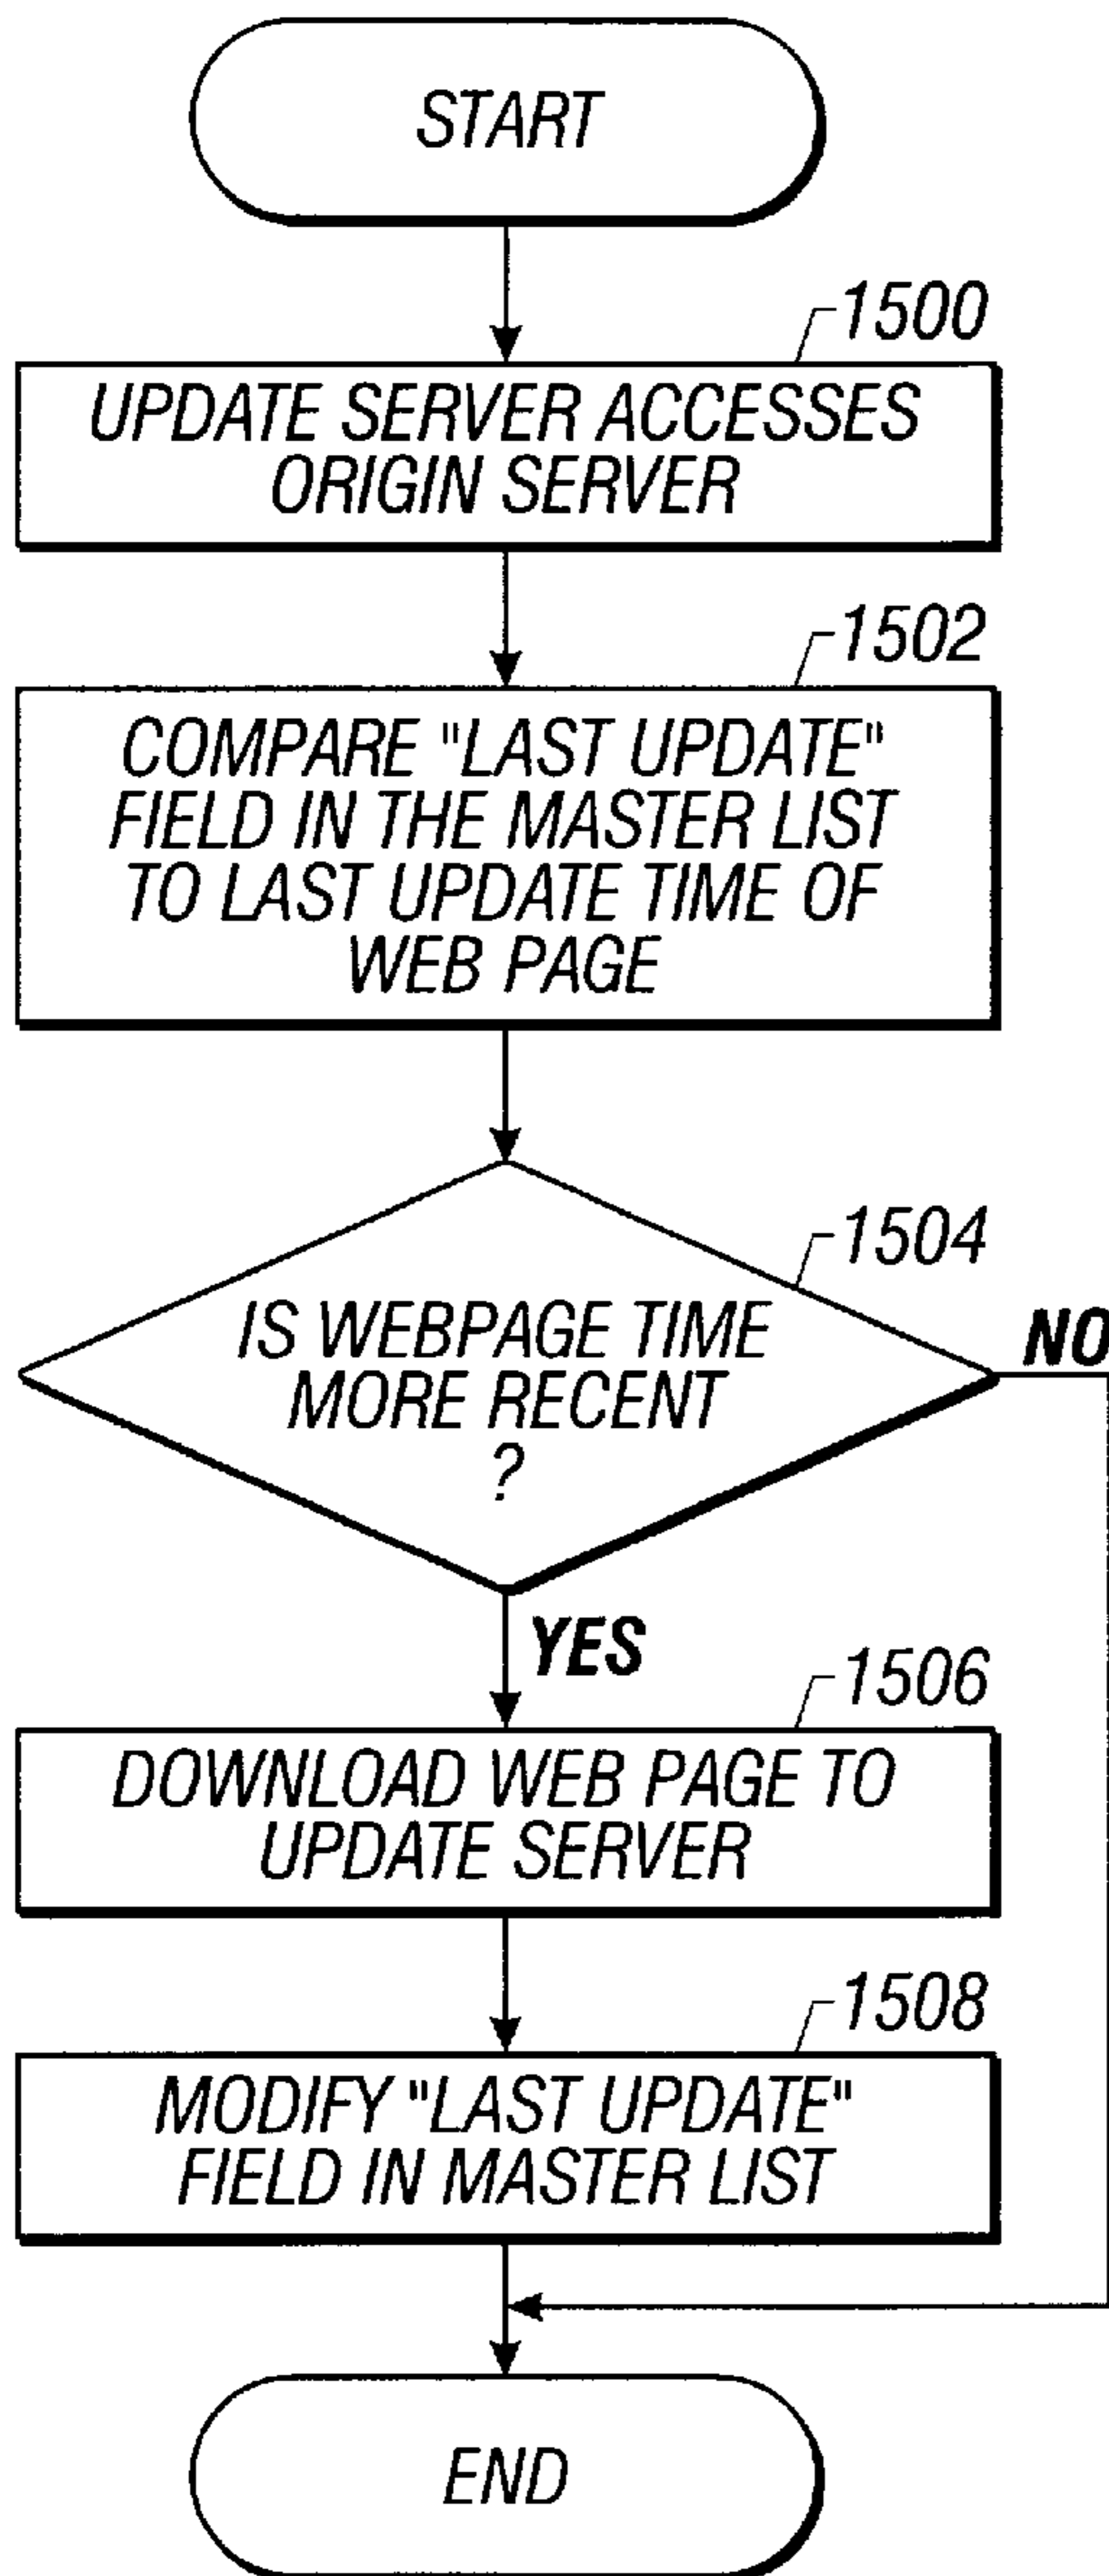 START
1500
UPDATE SERVER ACCESSES
ORIGIN SERVER
1502
COMPARE "LAST UPDATE"
FIELD IN THE MASTER LIST
TO LAST UPDATE TIME OF
WEB PAGE
1504
IS WEBPAGE TIME
MORE RECENT
?
NO
YES
1506
DOWNLOAD WEB PAGE TO
UPDATE SERVER
1508
MODIFY "LAST UPDATE"
FIELD IN MASTER LIST
END